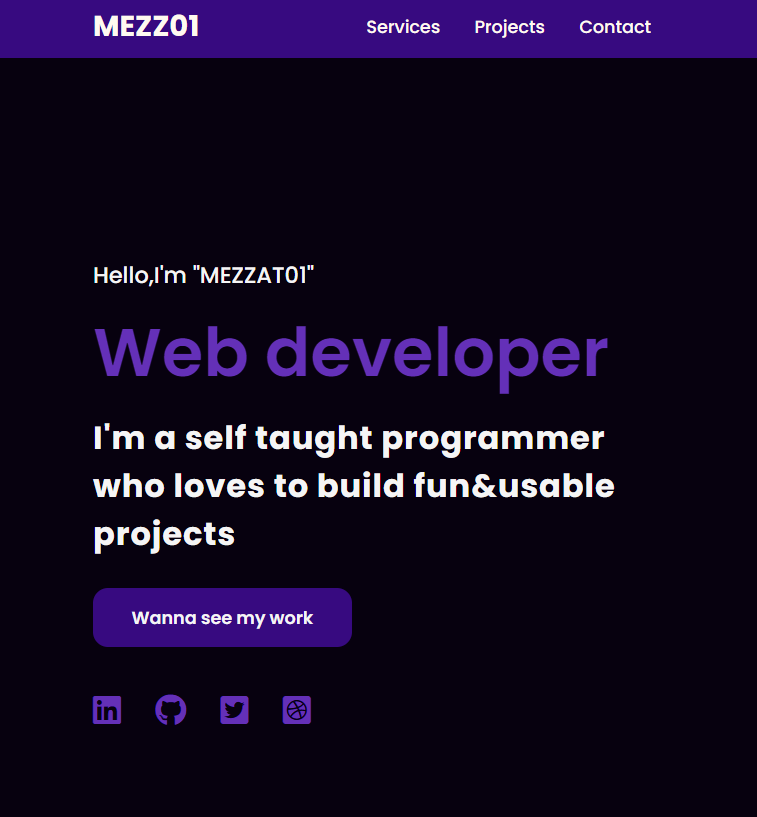 MEZZ01
Services Projects Contact
Hello,I'm "MEZZAT01"
Web developer
I'm a self taught programmer
who loves to build fun&usable
projects
Wanna see my work
in